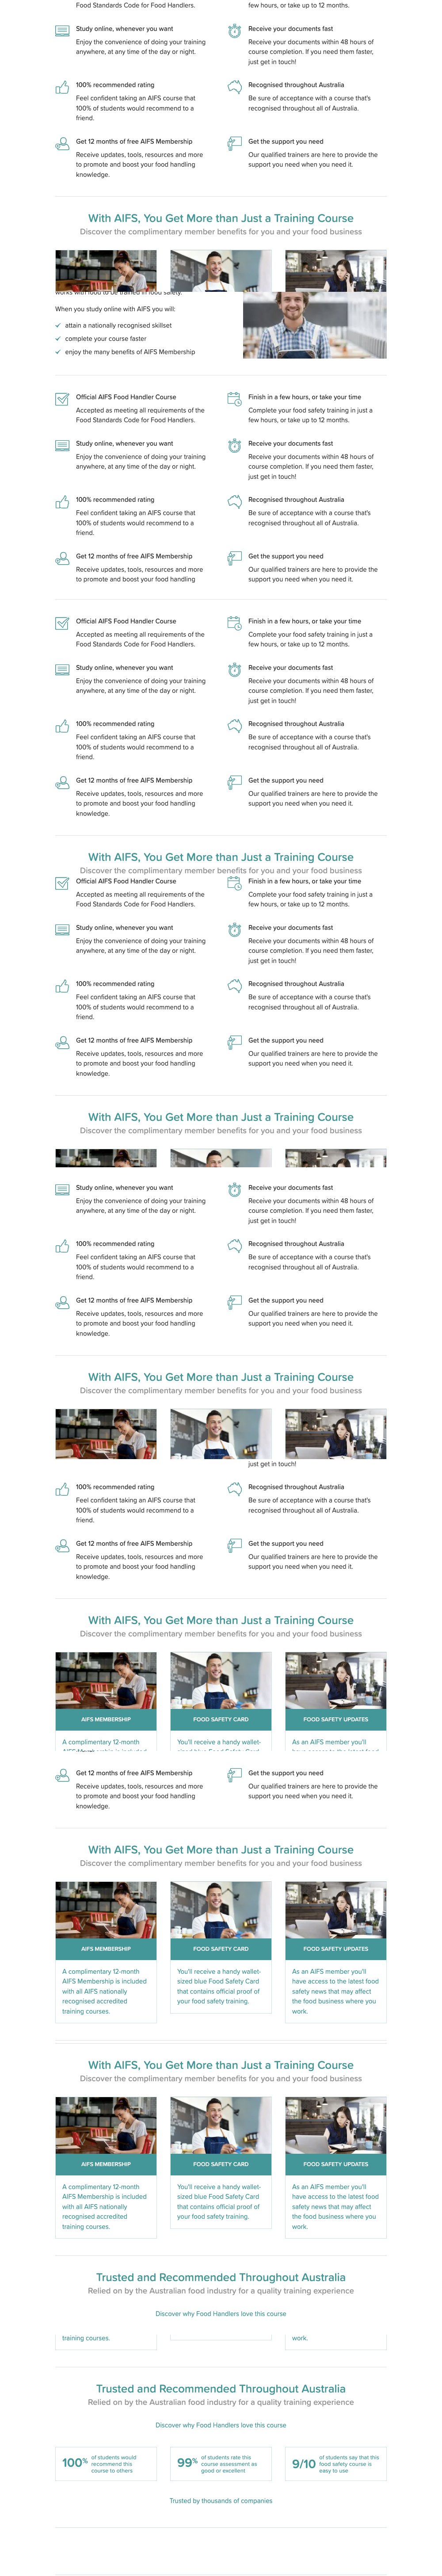 Food Standards Code for Food Handlers.
few hours, or take up to 12 months.
Study online, whenever you want
Enjoy the convenience of doing your training
anywhere, at any time of the day or night.
Receive your documents fast
Receive your documents within 48 hours of
course completion. If you need them faster,
just get in touch!
100% recommended rating
Feel confident taking an AIFS course that
100% of students would recommend to a
friend.
Recognised throughout Australia
Be sure of acceptance with a course that's
recognised throughout all of Australia.
Get 12 months of free AIFS Membership
Receive updates, tools, resources and more
to promote and boost your food handling
knowledge.
Get the support you need
Our qualified trainers are here to provide the
support you need when you need it.
With AIFS, You Get More than Just a Training Course
Discover the complimentary member benefits for you and your food business
works with food to be trained in food safety.
When you study online with AIFS you will:
attain a nationally recognised skillset
complete your course faster
enjoy the many benefits of AIFS Membership
Official AIFS Food Handler Course
Accepted as meeting all requirements of the
Food Standards Code for Food Handlers.
Finish in a few hours, or take your time
Complete your food safety training in just a
few hours, or take up to 12 months.
Study online, whenever you want
Enjoy the convenience of doing your training
anywhere, at any time of the day or night.
Receive your documents fast
Receive your documents within 48 hours of
course completion. If you need them faster,
just get in touch!
100% recommended rating
Feel confident taking an AIFS course that
100% of students would recommend to a
friend.
Recognised throughout Australia
Be sure of acceptance with a course that's
recognised throughout all of Australia.
Get 12 months of free AIFS Membership
Receive updates, tools, resources and more
to promote and boost your food handling
Get the support you need
Our qualified trainers are here to provide the
support you need when you need it.
Official AIFS Food Handler Course
Accepted as meeting all requirements of the
Food Standards Code for Food Handlers.
Finish in a few hours, or take your time
Complete your food safety training in just a
few hours, or take up to 12 months.
Study online, whenever you want
Enjoy the convenience of doing your training
anywhere, at any time of the day or night.
Receive your documents fast
Receive your documents within 48 hours of
course completion. If you need them faster,
just get in touch!
100% recommended rating
Feel confident taking an AIFS course that
100% of students would recommend to a
friend.
Recognised throughout Australia
Be sure of acceptance with a course that's
recognised throughout all of Australia.
Get 12 months of free AIFS Membership
Receive updates, tools, resources and more
to promote and boost your food handling
knowledge.
Get the support you need
Our qualified trainers are here to provide the
support you need when you need it.
With AIFS, You Get More than Just a Training Course
Discover the complimentary member benefits for you and your food business
Official AIFS Food Handler Course
Accepted as meeting all requirements of the
Food Standards Code for Food Handlers.
Finish in a few hours, or take your time
Complete your food safety training in just a
few hours, or take up to 12 months.
Study online, whenever you want
Enjoy the convenience of doing your training
anywhere, at any time of the day or night.
Receive your documents fast
Receive your documents within 48 hours of
course completion. If you need them faster,
just get in touch!
100% recommended rating
Feel confident taking an AIFS course that
100% of students would recommend to a
friend.
Recognised throughout Australia
Be sure of acceptance with a course that's
recognised throughout all of Australia.
Get 12 months of free AIFS Membership
Receive updates, tools, resources and more
to promote and boost your food handling
knowledge.
Get the support you need
Our qualified trainers are here to provide the
support you need when you need it.
With AIFS, You Get More than Just a Training Course
Discover the complimentary member benefits for you and your food business
Study online, whenever you want
Enjoy the convenience of doing your training
anywhere, at any time of the day or night.
Receive your documents fast
Receive your documents within 48 hours of
course completion. If you need them faster,
just get in touch!
100% recommended rating
Feel confident taking an AIFS course that
100% of students would recommend to a
friend.
Recognised throughout Australia
Be sure of acceptance with a course that's
recognised throughout all of Australia.
Get 12 months of free AIFS Membership
Receive updates, tools, resources and more
to promote and boost your food handling
knowledge.
Get the support you need
Our qualified trainers are here to provide the
support you need when you need it.
With AIFS, You Get More than Just a Training Course
Discover the complimentary member benefits for you and your food business
just get in touch!
100% recommended rating
Feel confident taking an AIFS course that
100% of students would recommend to a
friend.
Recognised throughout Australia
Be sure of acceptance with a course that's
recognised throughout all of Australia.
Get 12 months of free AIFS Membership
Receive updates, tools, resources and more
to promote and boost your food handling
knowledge.
Get the support you need
Our qualified trainers are here to provide the
support you need when you need it.
With AIFS, You Get More than Just a Training Course
Discover the complimentary member benefits for you and your food business
AIFS MEMBERSHIP
A complimentary 12-month
FOOD SAFETY CARD
You'll receive a handy wallet-
FOOD SAFETY UPDATES
As an AIFS member you'll
Get 12 months of free AIFS Membership
Receive updates, tools, resources and more
to promote and boost your food handling
knowledge.
Get the support you need
Our qualified trainers are here to provide the
support you need when you need it.
With AIFS, You Get More than Just a Training Course
Discover the complimentary member benefits for you and your food business
AIFS MEMBERSHIP
A complimentary 12-month
AIFS Membership is included
with all AIFS nationally
recognised accredited
training courses.
FOOD SAFETY CARD
You'll receive a handy wallet-
sized blue Food Safety Card
that contains official proof of
your food safety training.
FOOD SAFETY UPDATES
As an AIFS member you'll
have access to the latest food
safety news that may affect
the food business where you
work.
With AIFS, You Get More than Just a Training Course
Discover the complimentary member benefits for you and your food business
AIFS MEMBERSHIP
A complimentary 12-month
AIFS Membership is included
with all AIFS nationally
recognised accredited
training courses.
FOOD SAFETY CARD
You'll receive a handy wallet-
sized blue Food Safety Card
that contains official proof of
your food safety training.
FOOD SAFETY UPDATES
As an AIFS member you'll
have access to the latest food
safety news that may affect
the food business where you
work.
Trusted and Recommended Throughout Australia
Relied on by the Australian food industry for a quality training experience
Discover why Food Handlers love this course
training courses.
work.
Trusted and Recommended Throughout Australia
Relied on by the Australian food industry for a quality training experience
Discover why Food Handlers love this course
100%
of students would
recommend this
course to others
99%
of students rate this
course assessment as
good or excellent
9/10
of students say that this
food safety course is
easy to use
Trusted by thousands of companies